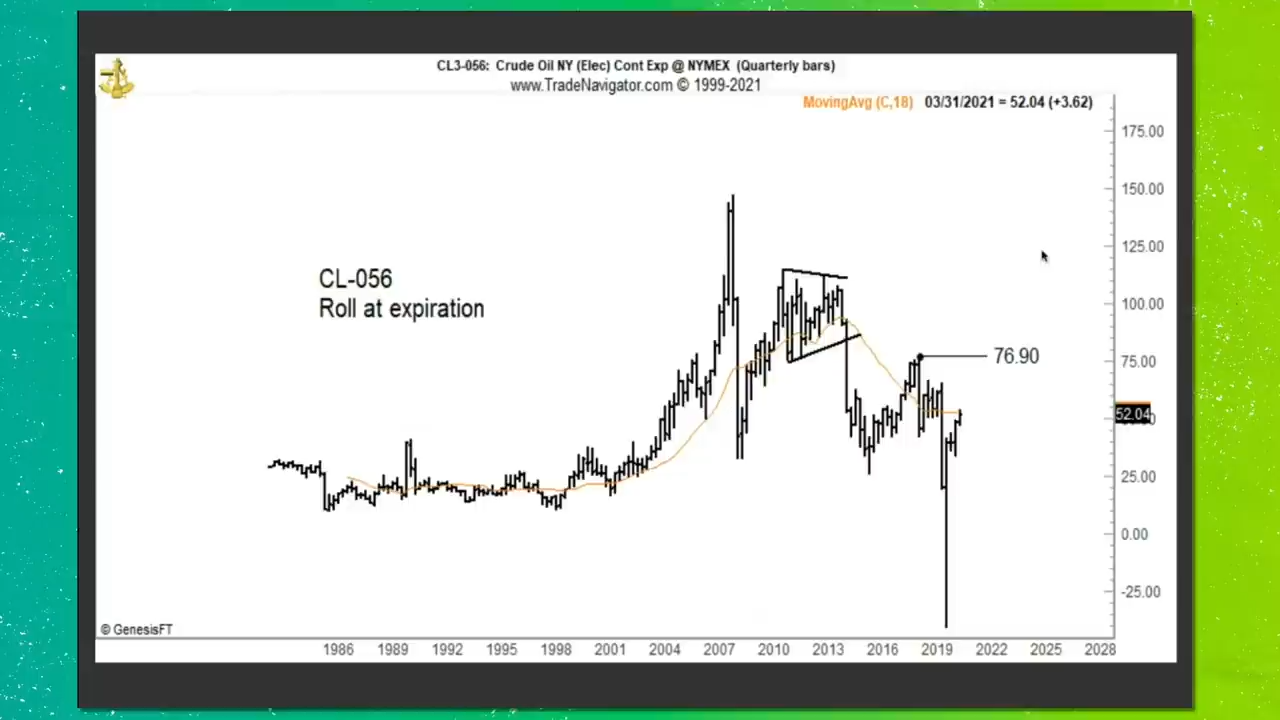 CL3-056: Crude Oil NY (Elec) Cont Exp @ NYMEX (Quarterly bars)
www.TradeNavigator.com © 1999-2021
MovingAvg (C,18) 03/31/2021 = 52.04 (+3.62)
175.00
150.00
125.00
CL-056
Roll at expiration
100.00
76.90
75.00
52.04
25.00
0.00
-25.00
© GenesisFT
1986 1989 1992 1995 1998 2001 2004 2007 2010 2013 2016 2019 2022 2025 2028